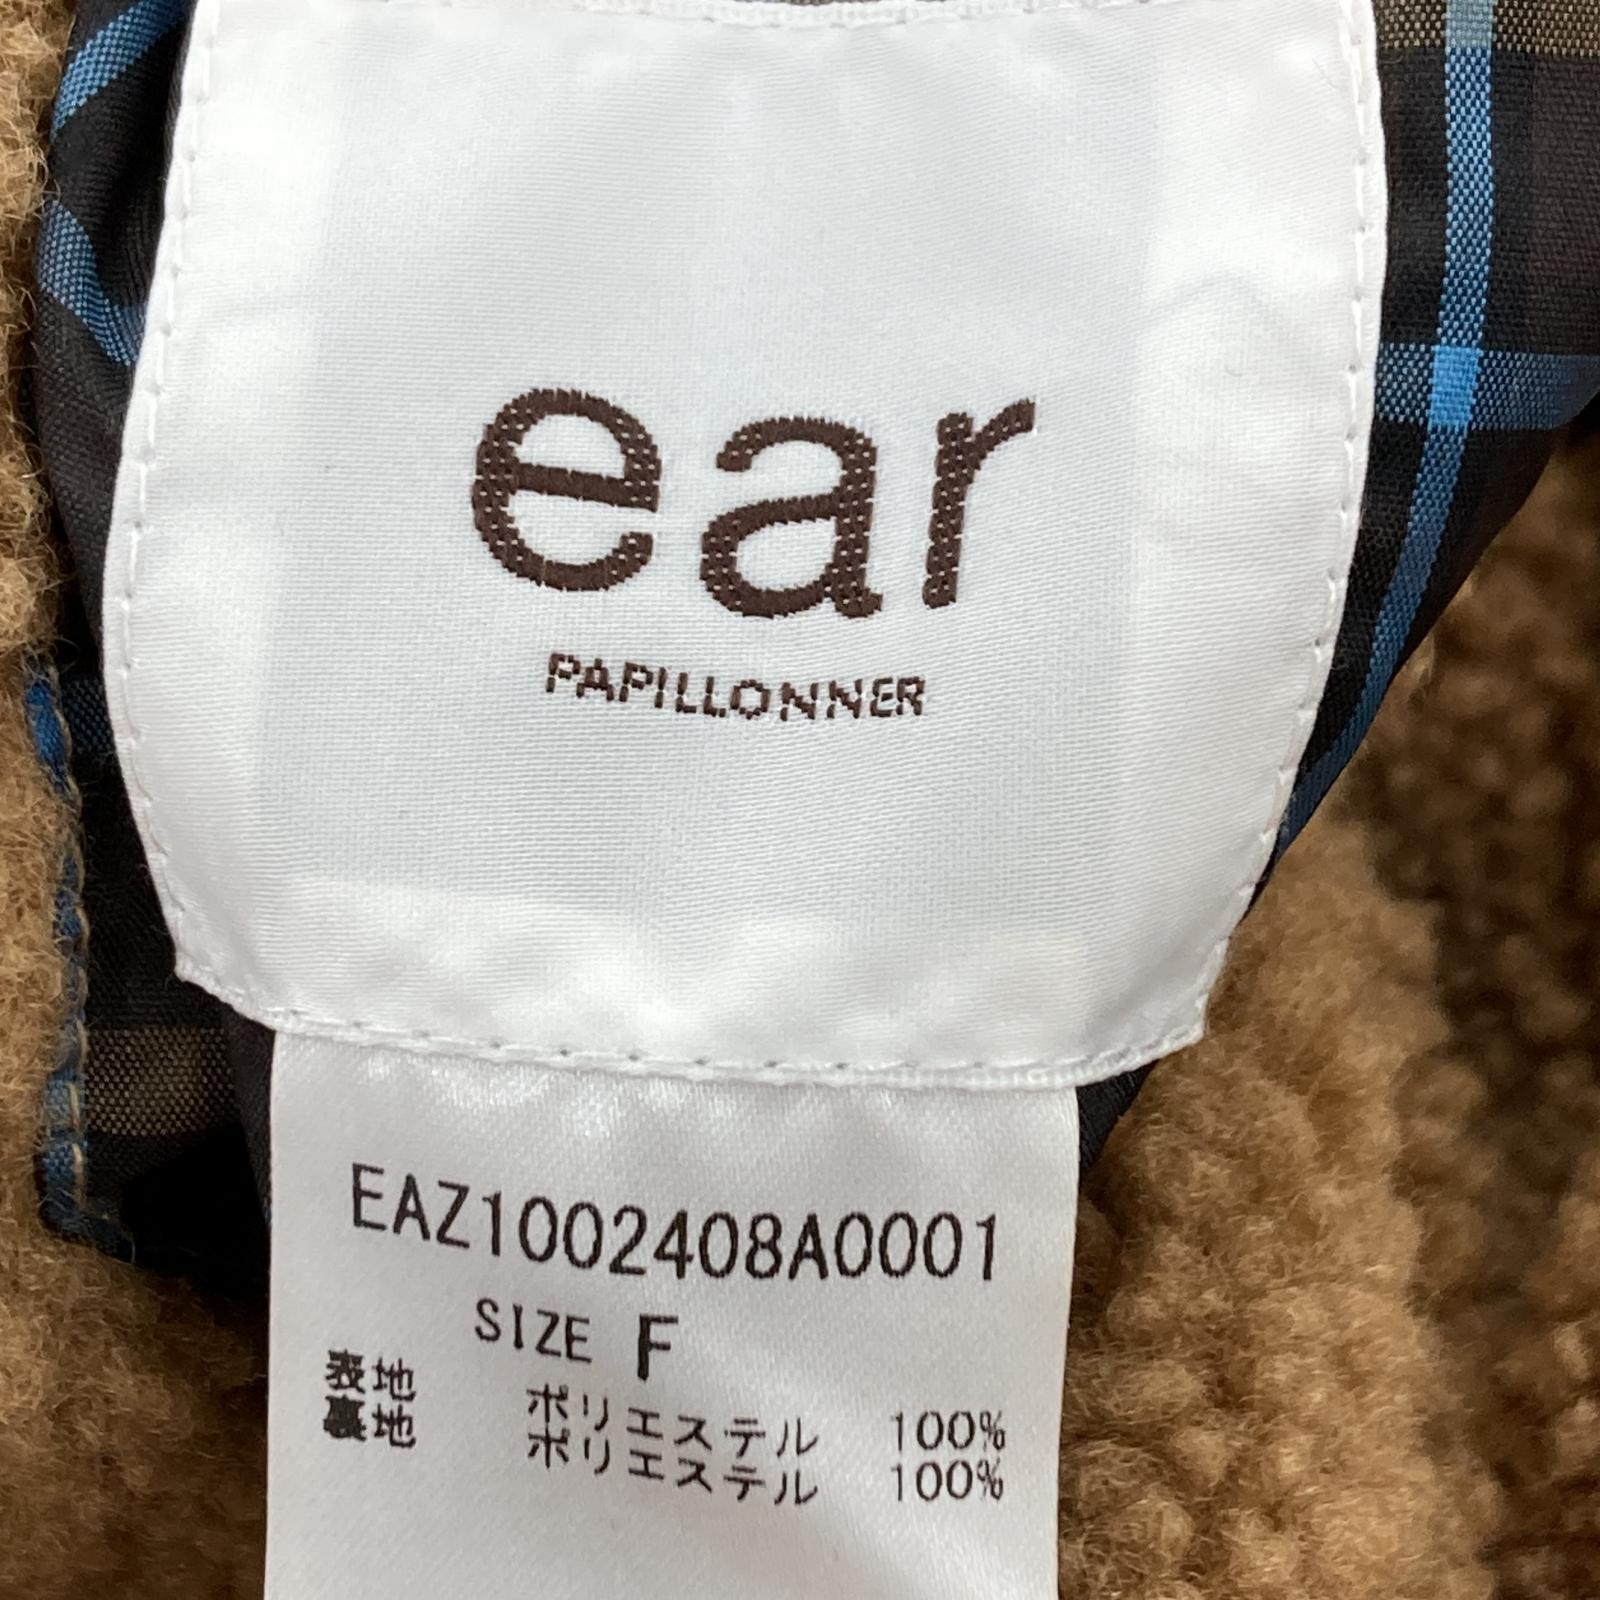 ear
PAPILLONNER
EAZ1002408A0001
SIZE F
表地 ポリエステル 100%
裏地 ポリエステル 100%